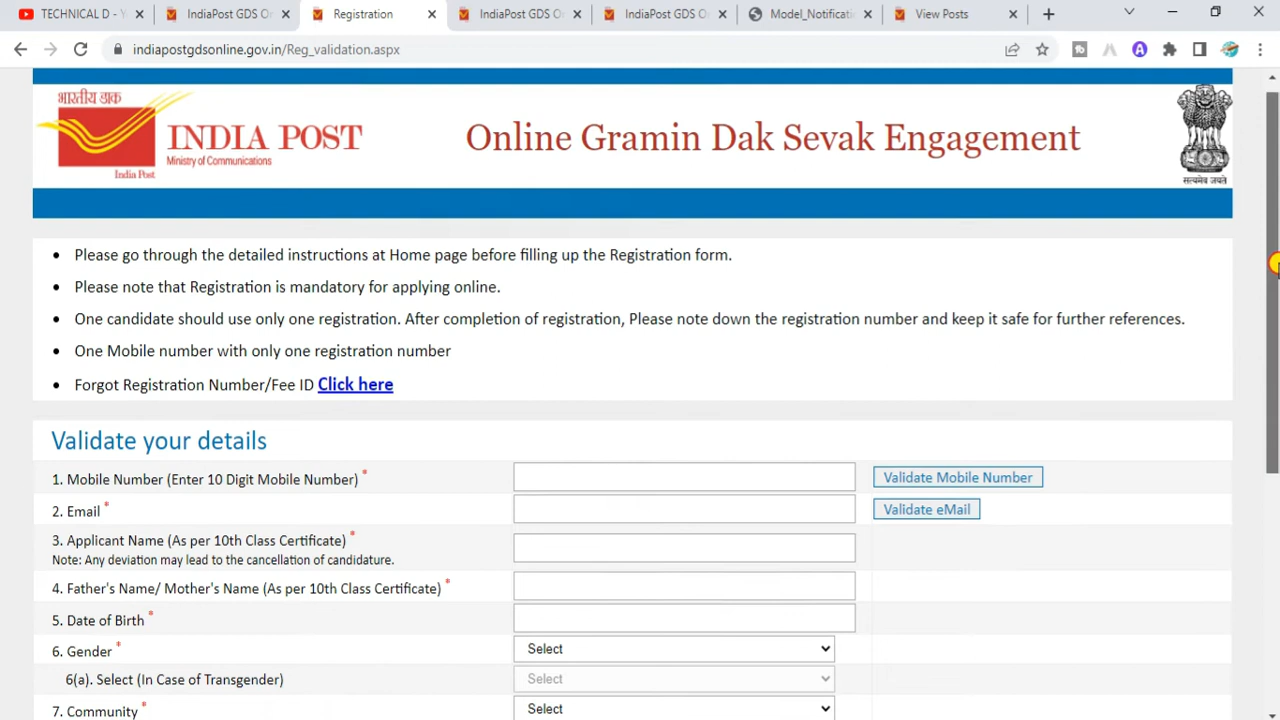 TECHNICAL D - Y
IndiaPost GDS On
Registration
IndiaPost GDS On
IndiaPost GDS O
Model_Notificati
View Posts
indiapostgdsonline.gov.in/Reg_validation.aspx
भारतीय डाक
INDIA POST
Ministry of Communications
India Post
Online Gramin Dak Sevak Engagement
सत्यमेव जयते
Please go through the detailed instructions at Home page before filling up the Registration form.
Please note that Registration is mandatory for applying online.
One candidate should use only one registration. After completion of registration, Please note down the registration number and keep it safe for further references.
One Mobile number with only one registration number
Forgot Registration Number/Fee ID Click here
Validate your details
1. Mobile Number (Enter 10 Digit Mobile Number) *
Validate Mobile Number
2. Email *
Validate eMail
3. Applicant Name (As per 10th Class Certificate) *
Note: Any deviation may lead to the cancellation of candidature.
4. Father's Name/ Mother's Name (As per 10th Class Certificate) *
5. Date of Birth *
6. Gender *
Select
6(a). Select (In Case of Transgender)
Select
7. Community *
Select